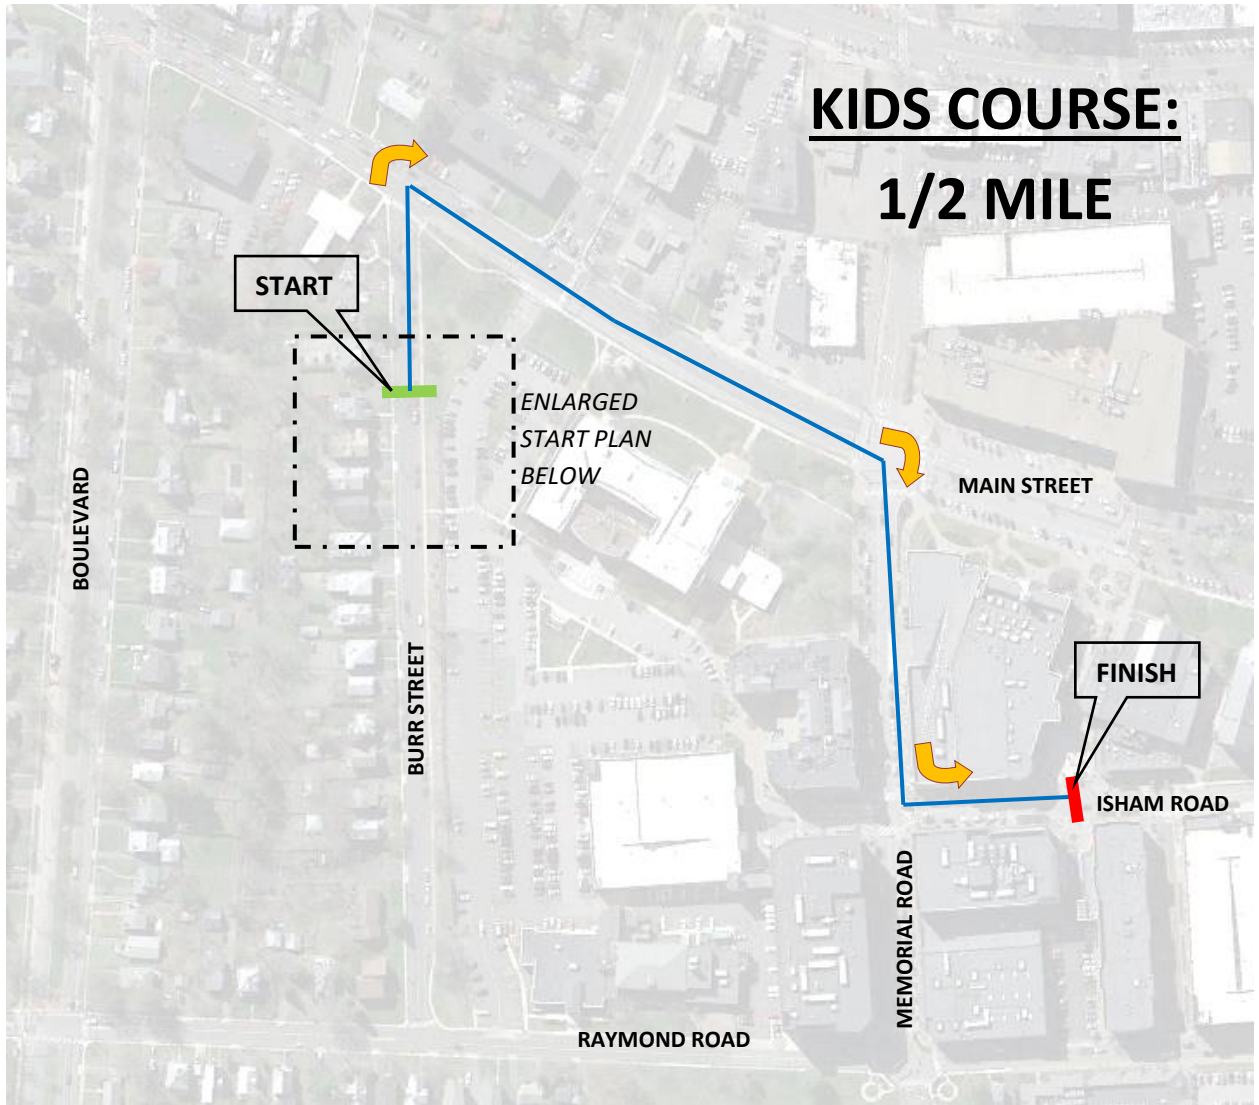 KIDS COURSE:
1/2 MILE
START
ENLARGED
START PLAN
BELOW
MAIN STREET
BOULEVARD
BURR STREET
FINISH
ISHAM ROAD
MEMORIAL ROAD
RAYMOND ROAD